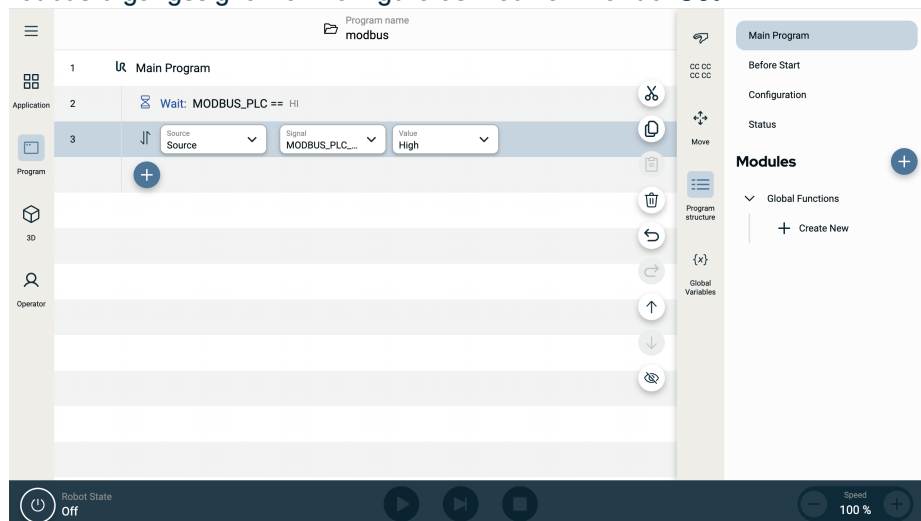 Program name
modbus
Main Program
Before Start
Configuration
Status
Modules
Global Functions
Create New
Application
Program
3D
Operator
1 Main Program
2 Wait: MODBUS_PLC == HI
3 Source Source Signal MODBUS_PLC_... Value High
CC CC
CC CC
Move
Program structure
{x}
Global Variables
Robot State
Off
Speed
100 %